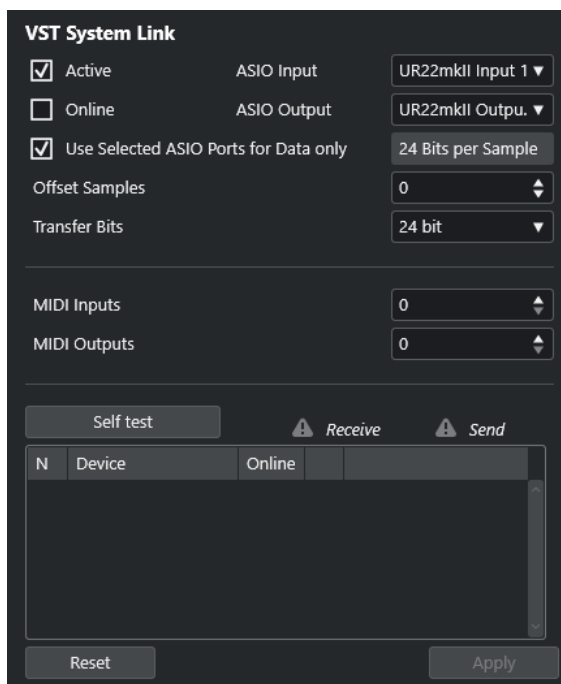 VST System Link
Active ASIO Input UR22mkII Input 1
Online ASIO Output UR22mkII Outpu.
Use Selected ASIO Ports for Data only 24 Bits per Sample
Offset Samples 0
Transfer Bits 24 bit
MIDI Inputs 0
MIDI Outputs 0
Self test Receive Send
N Device Online
Reset Apply